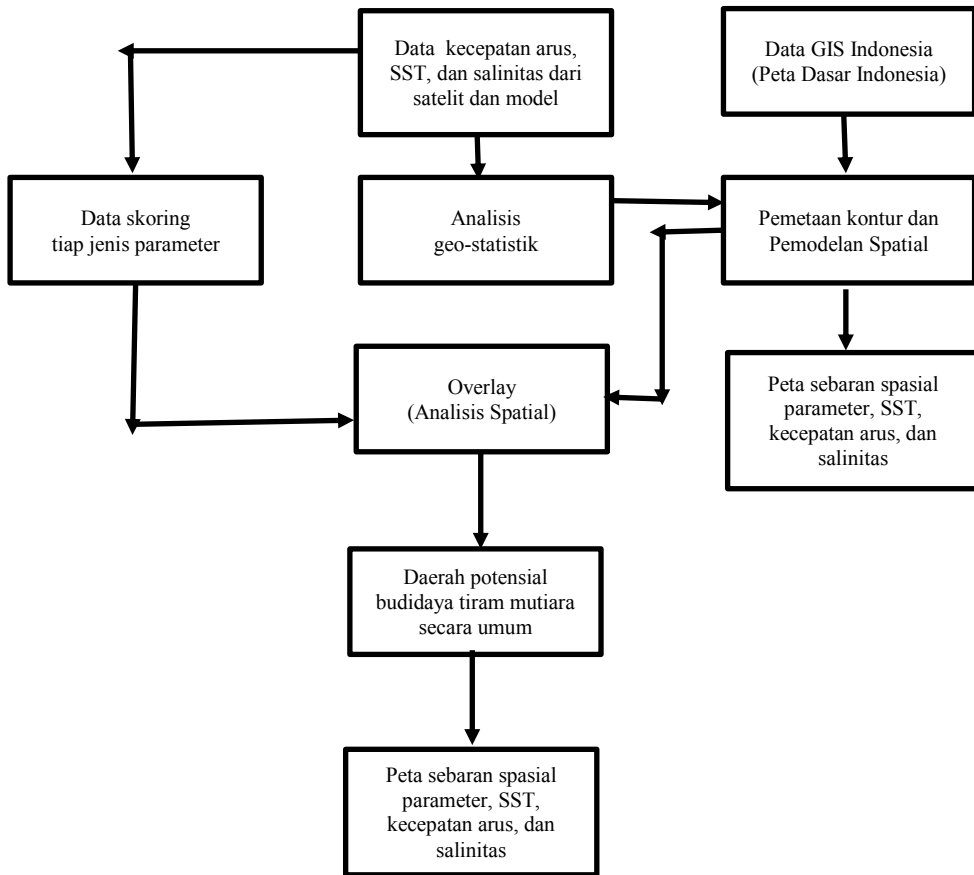 Data kecepatan arus,
SST, dan salinitas dari
satelit dan model
Data GIS Indonesia
(Peta Dasar Indonesia)
Data skoring
tiap jenis parameter
Analisis
geo-statistik
Pemetaan kontur dan
Pemodelan Spatial
Overlay
(Analisis Spatial)
Peta sebaran spasial
parameter, SST,
kecepatan arus, dan
salinitas
Daerah potensial
budidaya tiram mutiara
secara umum
Peta sebaran spasial
parameter, SST,
kecepatan arus, dan
salinitas